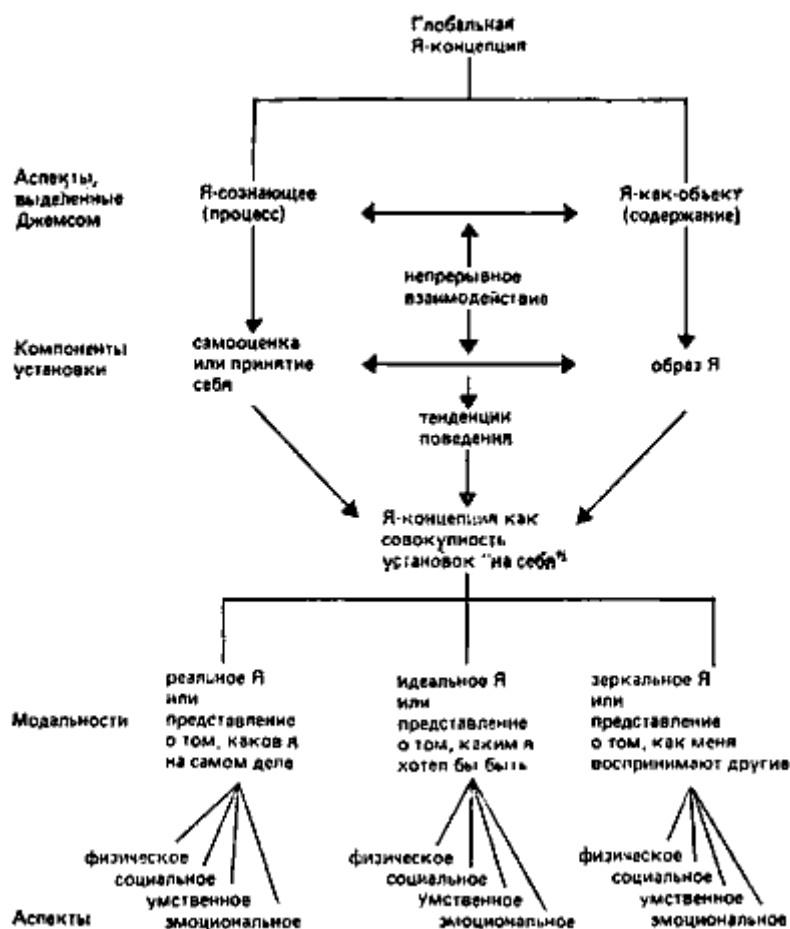 Глобальная
Я-концепция
Аспекты,
выделенные
Джемсом
Я-сознающее
(процесс)
Я-как-объект
(содержание)
непрерывное
взаимодействие
Компоненты
установки
самооценка
или принятие
себя
образ Я
тенденции
поведения
Я-концепция как
совокупность
установок "на себя"
Модальности
реальное Я
или
представление
о том, каков я
на самом деле
идеальное Я
или
представление
о том, каким я
хотел бы быть
зеркальное Я
или
представление
о том, как меня
воспринимают другие
Аспекты
физическое
социальное
умственное
эмоциональное
физическое
социальное
умственное
эмоциональное
физическое
социальное
умственное
эмоциональное